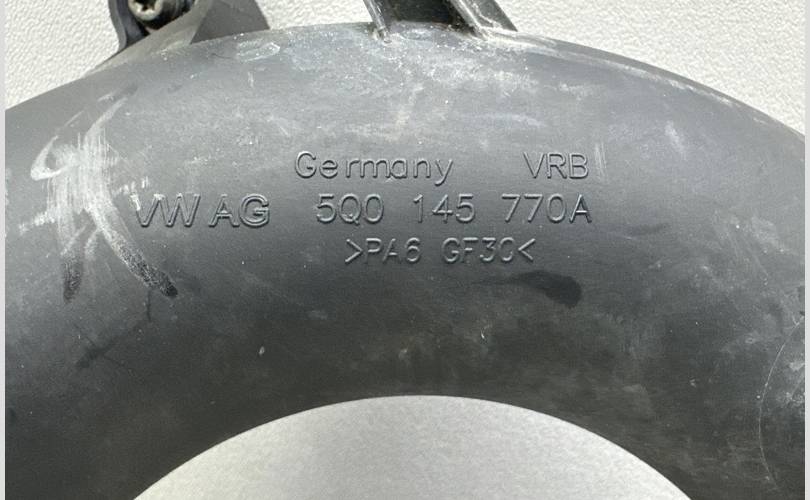 Germany VRB
VW AG 5Q0 145 770A
>PA6 GF30<